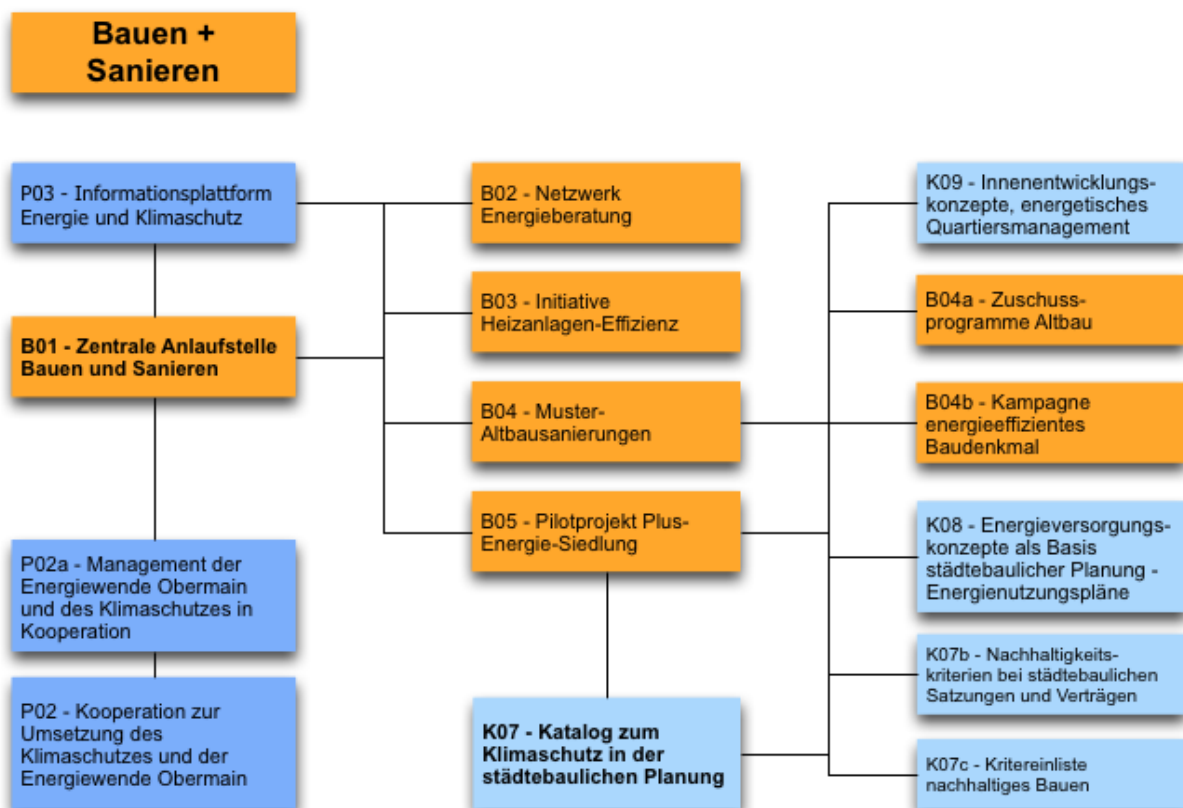 Bauen +
Sanieren
P03 - Informationsplattform
Energie und Klimaschutz
B01 - Zentrale Anlaufstelle
Bauen und Sanieren
P02a - Management der
Energiewende Obermain
und des Klimaschutzes in
Kooperation
P02 - Kooperation zur
Umsetzung des
Klimaschutzes und der
Energiewende Obermain
B02 - Netzwerk
Energieberatung
B03 - Initiative
Heizanlagen-Effizienz
B04 - Muster-
Altbausanierungen
B05 - Pilotprojekt Plus-
Energie-Siedlung
K07 - Katalog zum
Klimaschutz in der
städtebaulichen Planung
K09 - Innenentwicklungs-
konzepte, energetisches
Quartiersmanagement
B04a - Zuschuss-
programme Altbau
B04b - Kampagne
energieeffizientes
Baudenkmal
K08 - Energieversorgungs-
konzepte als Basis
städtebaulicher Planung -
Energienutzungspläne
K07b - Nachhaltigkeits-
kriterien bei städtebaulichen
Satzungen und Verträgen
K07c - Kritereinliste
nachhaltiges Bauen